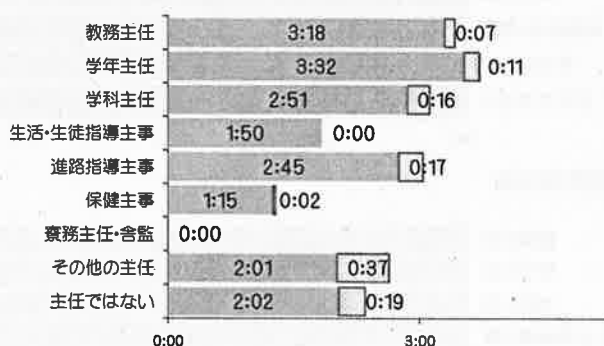 教務主任 3:18 0:07
学年主任 3:32 0:11
学科主任 2:51 0:16
生活・生徒指導主事 1:50 0:00
進路指導主事 2:45 0:17
保健主事 1:15 0:02
寮務主任・舎監 0:00
その他の主任 2:01 0:37
主任ではない 2:02 0:19
0:00 3:00